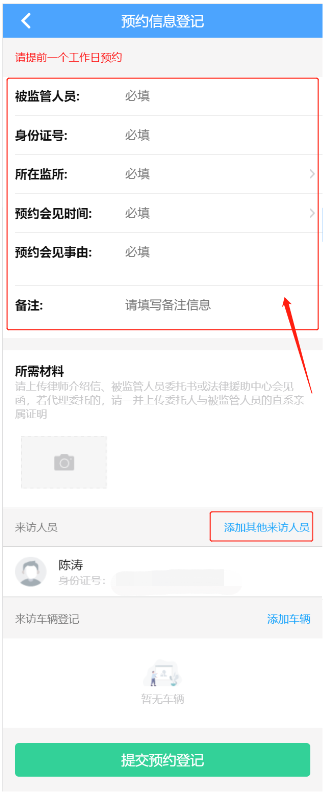 预约信息登记
请提前一个工作日预约
被监管人员: 必填
身份证号: 必填
所在监所: 必填
预约会见时间: 必填
预约会见事由: 必填
备注: 请填写备注信息
所需材料
请上传律师介绍信、被监管人员委托书或法律援助中心会见
函，若代理委托的，请一并上传委托人与被监管人员的直系亲
属证明
来访人员 添加其他来访人员
陈涛
身份证号:
来访车辆登记 添加车辆
暂无车辆
提交预约登记